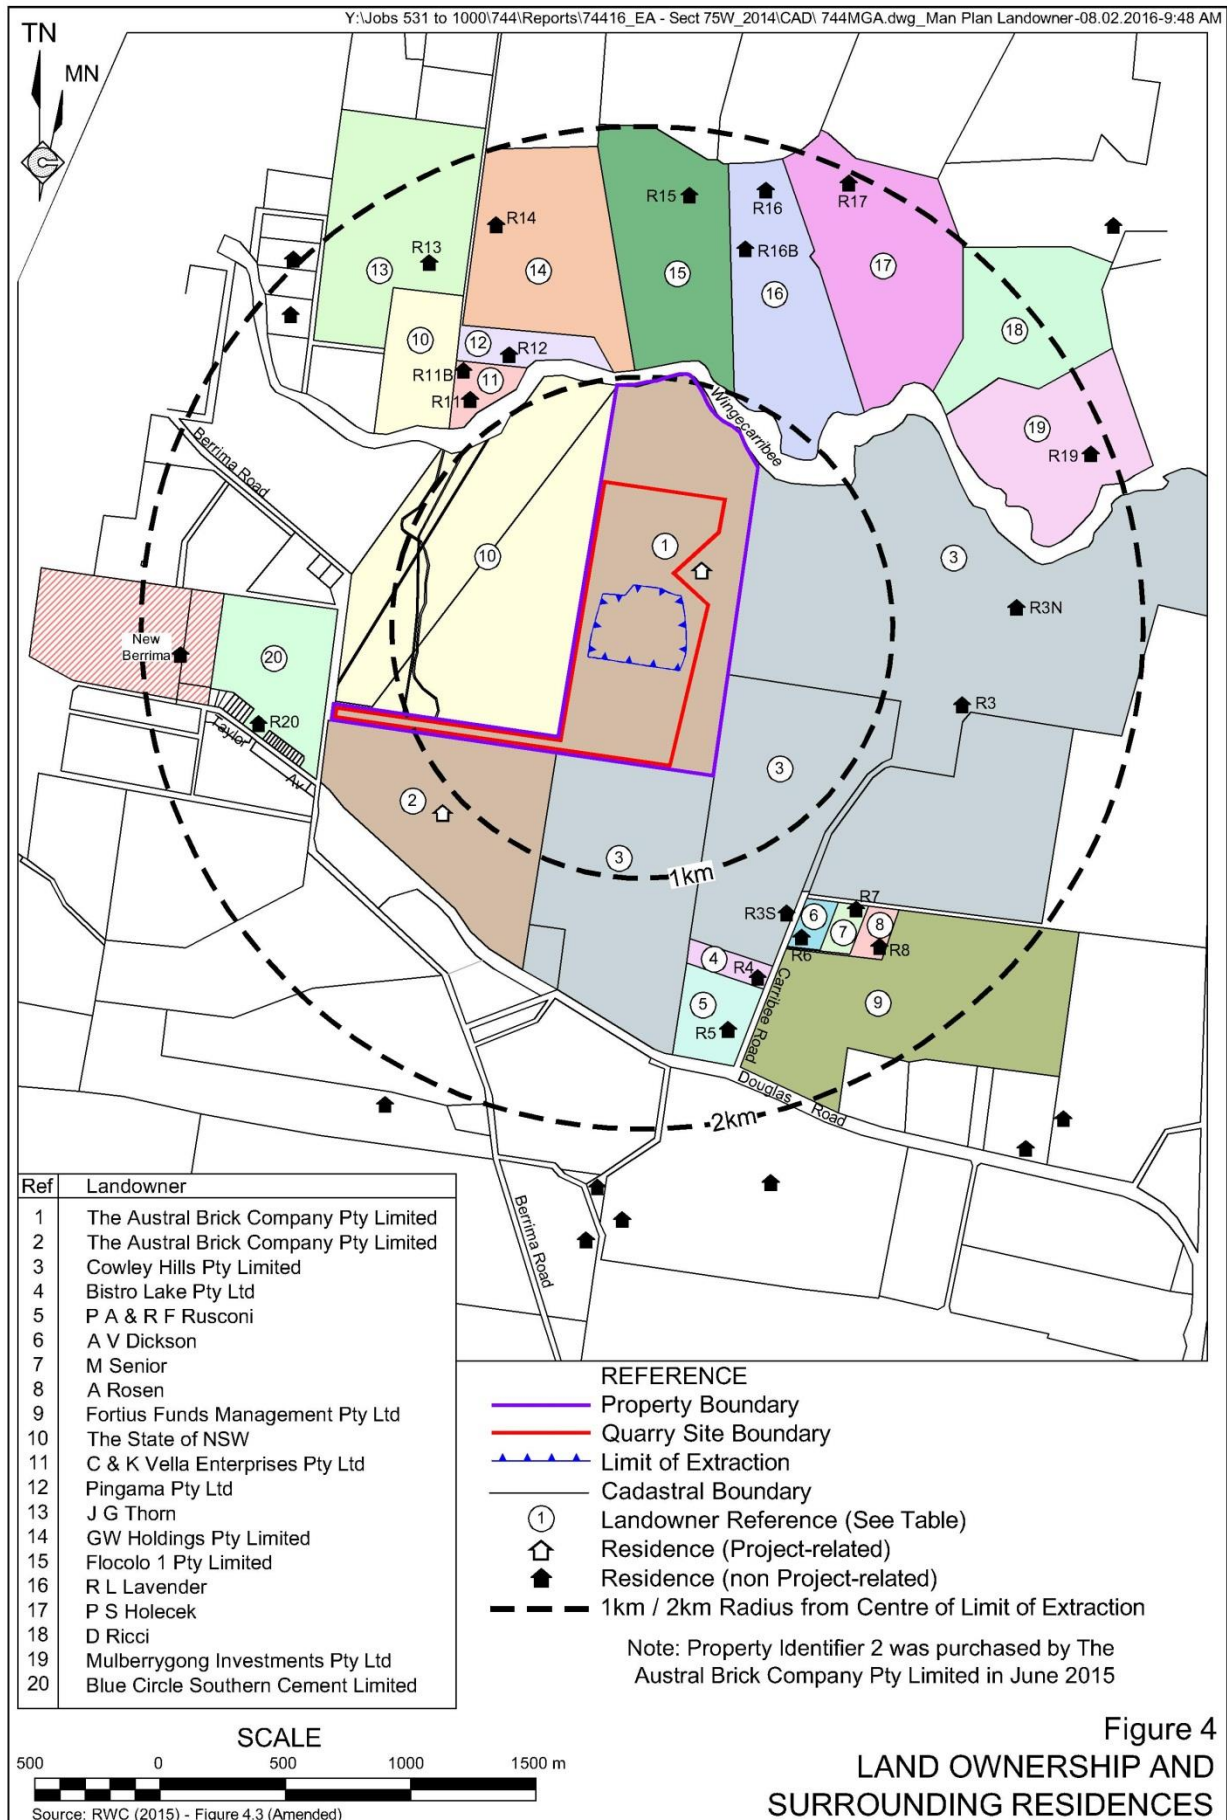 Y:\Jobs 531 to 1000\744\Reports\74416_EA - Sect 75W_2014\CAD\ 744MGA.dwg_Man Plan Landowner-08.02.2016-9:48 AM
TN
MN
R13
13
R14
14
R15
15
R16
R16B
16
R17
17
18
19
R19
10
12
R12
R11B
11
R11
Wingecarribee
Berrima Road
10
1
3
R3N
R3
New
Berrima
20
R20
Taylor
Av
2
3
3
1km
R3S
6
R6
R7
7
8
R8
4
R4
5
R5
9
Carribee Road
Douglas Road
2km
Berrima Road
Ref Landowner
1 The Austral Brick Company Pty Limited
2 The Austral Brick Company Pty Limited
3 Cowley Hills Pty Limited
4 Bistro Lake Pty Ltd
5 P A & R F Rusconi
6 A V Dickson
7 M Senior
8 A Rosen
9 Fortius Funds Management Pty Ltd
10 The State of NSW
11 C & K Vella Enterprises Pty Ltd
12 Pingama Pty Ltd
13 J G Thorn
14 GW Holdings Pty Limited
15 Flocolo 1 Pty Limited
16 R L Lavender
17 P S Holecek
18 D Ricci
19 Mulberrygong Investments Pty Ltd
20 Blue Circle Southern Cement Limited
REFERENCE
Property Boundary
Quarry Site Boundary
Limit of Extraction
Cadastral Boundary
1 Landowner Reference (See Table)
Residence (Project-related)
Residence (non Project-related)
1km / 2km Radius from Centre of Limit of Extraction
Note: Property Identifier 2 was purchased by The
Austral Brick Company Pty Limited in June 2015
SCALE
500 0 500 1000 1500 m
Source: RWC (2015) - Figure 4.3 (Amended)
Figure 4
LAND OWNERSHIP AND
SURROUNDING RESIDENCES